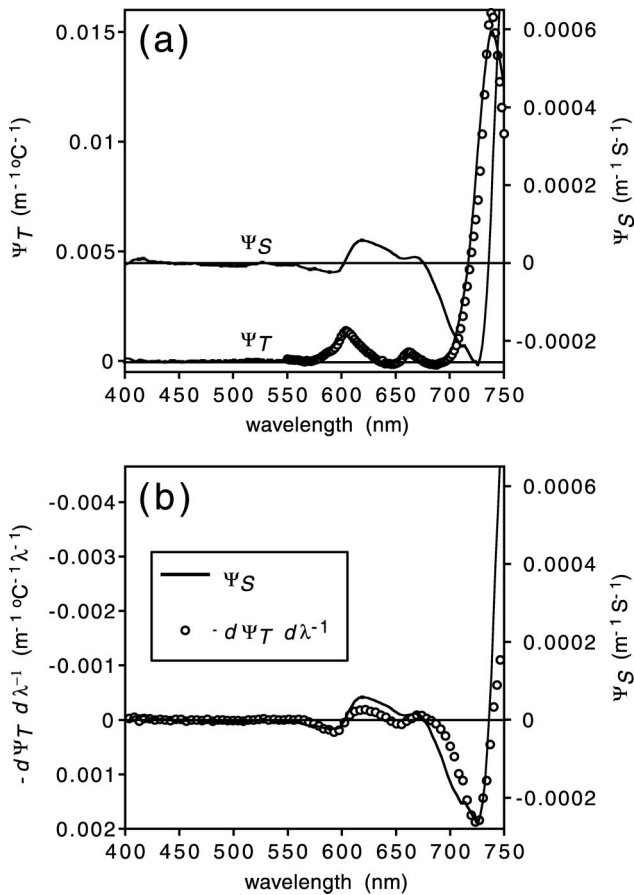 (a)
0.015
0.01
0.005
0
Ψ_T (m⁻¹ ºC⁻¹)
0.0006
0.0004
0.0002
0
-0.0002
Ψ_S (m⁻¹ S⁻¹)
Ψ_S
Ψ_T
400 450 500 550 600 650 700 750
wavelength (nm)
(b)
-0.004
-0.003
-0.002
-0.001
0
0.001
0.002
- dΨ_T dλ⁻¹ (m⁻¹ ºC⁻¹ λ⁻¹)
0.0006
0.0004
0.0002
0
-0.0002
Ψ_S (m⁻¹ S⁻¹)
Ψ_S
- dΨ_T dλ⁻¹
400 450 500 550 600 650 700 750
wavelength (nm)